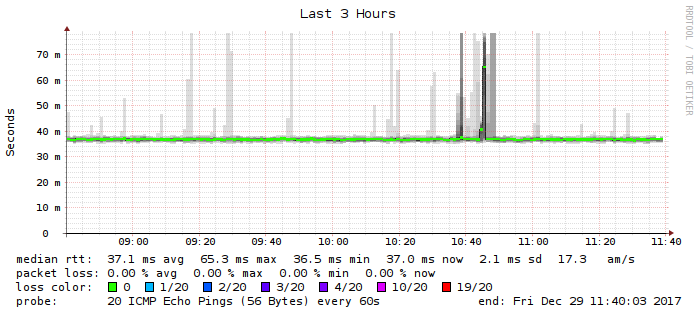 Last 3 Hours
RRDTOOL / TOBI OETIKER
Seconds
70 m
60 m
50 m
40 m
30 m
20 m
10 m
0
09:00 09:20 09:40 10:00 10:20 10:40 11:00 11:20 11:40
median rtt: 37.1 ms avg 65.3 ms max 36.5 ms min 37.0 ms now 2.1 ms sd 17.3 am/s
packet loss: 0.00 % avg 0.00 % max 0.00 % min 0.00 % now
loss color: 0 1/20 2/20 3/20 4/20 10/20 19/20
probe: 20 ICMP Echo Pings (56 Bytes) every 60s end: Fri Dec 29 11:40:03 2017